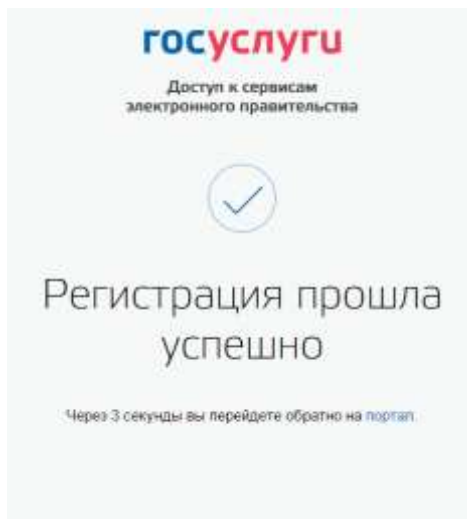 госуслуги
Доступ к сервисам
электронного правительства
Регистрация прошла
успешно
Через 3 секунды вы перейдете обратно на портал.